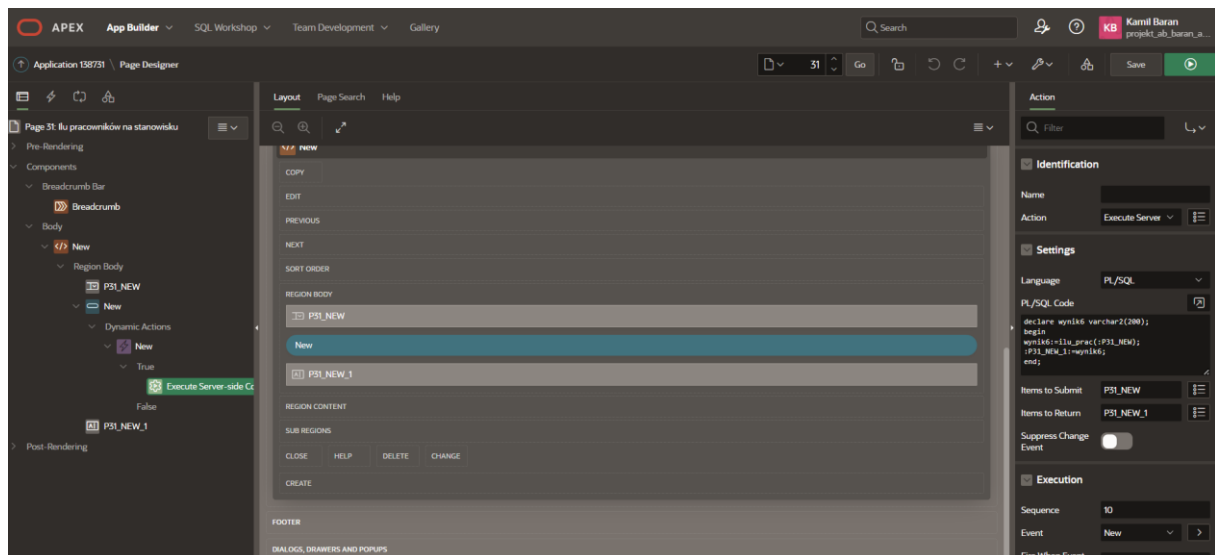 APEX App Builder SQL Workshop Team Development Gallery Search KB Kamil Baran
projekt_ab_baran_a...
Application 138731 \ Page Designer 31 Go Save
Layout Page Search Help Action
Page 31: Ilu pracowników na stanowisku Filter
Pre-Rendering New
Components COPY Identification
Breadcrumb Bar EDIT Name
Breadcrumb PREVIOUS Action Execute Server
Body NEXT
New SORT ORDER Settings
Region Body REGION BODY Language PL/SQL
P31_NEW P31_NEW PL/SQL Code
New New declare wynik6 varchar2(200);
begin
Dynamic Actions wynik6:=ilu_prac(:P31_NEW);
New P31_NEW_1 :P31_NEW_1:=wynik6;
True end;
Execute Server-side Co Items to Submit P31_NEW
False REGION CONTENT Items to Return P31_NEW_1
P31_NEW_1 SUB REGIONS Suppress Change
Event
Post-Rendering CLOSE HELP DELETE CHANGE
CREATE Execution
Sequence 10
FOOTER Event New
DIALOGS, DRAWERS AND POPUPS Fire When Event